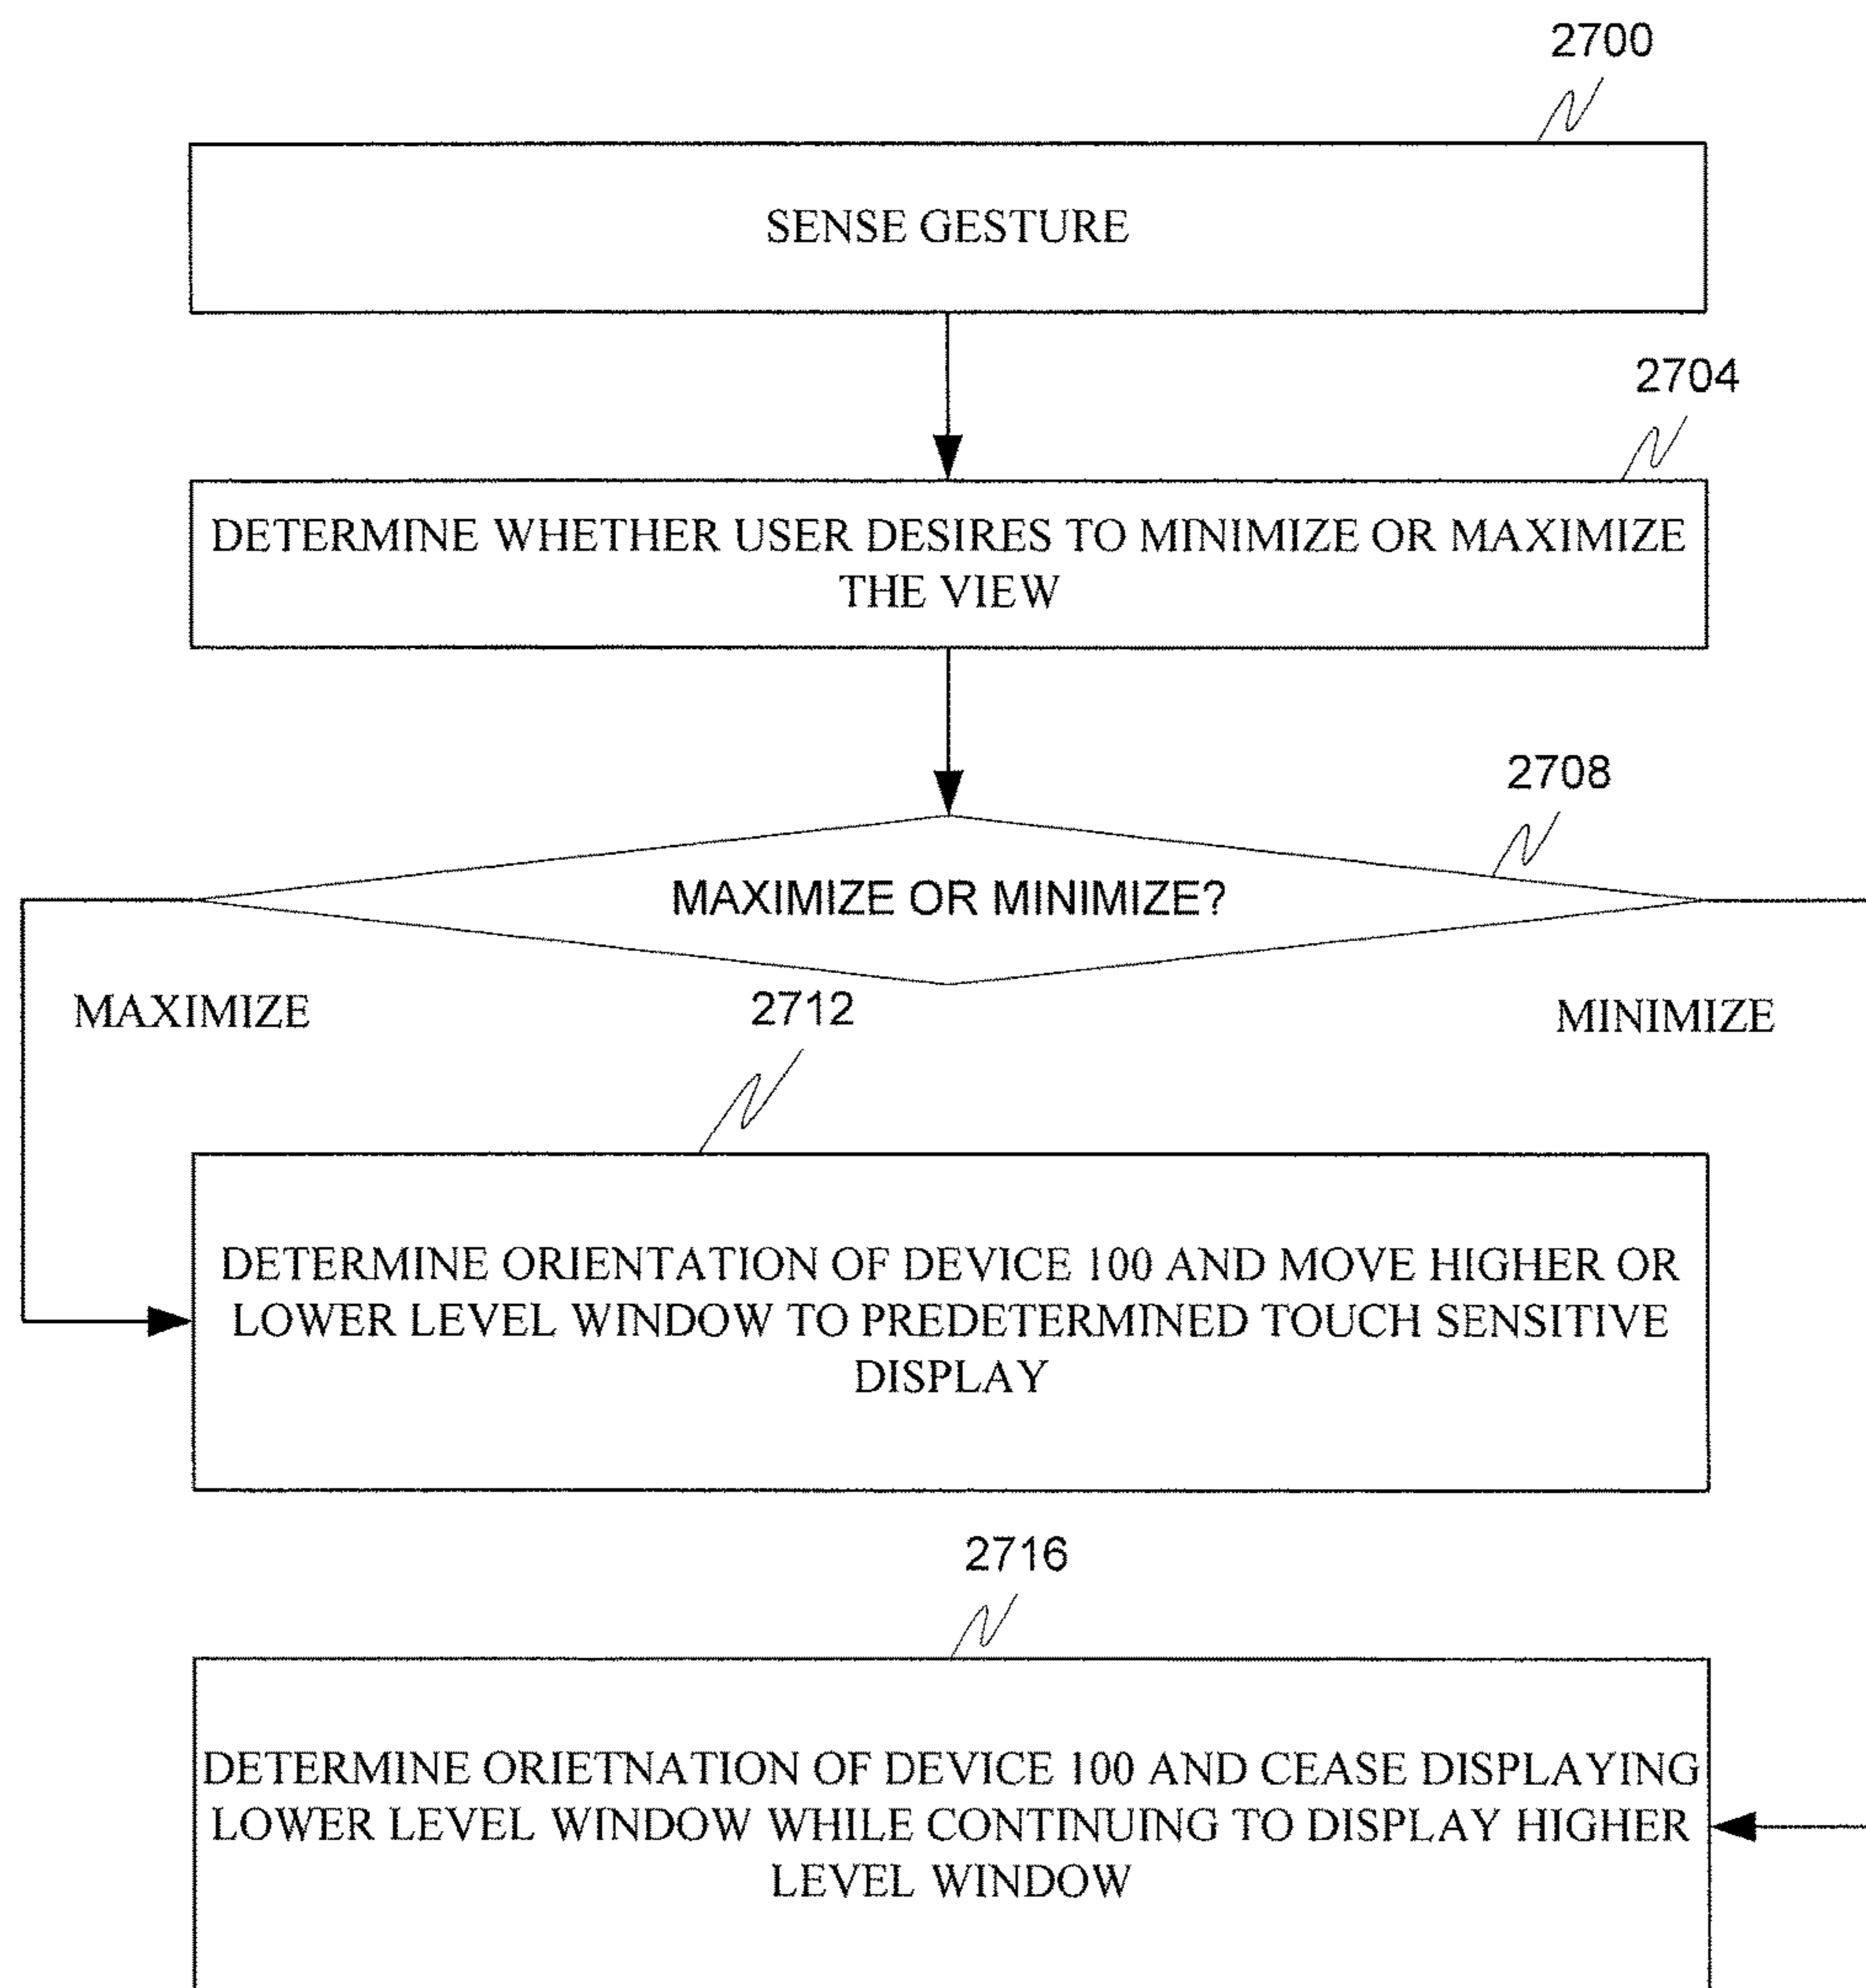 2700
SENSE GESTURE
2704
DETERMINE WHETHER USER DESIRES TO MINIMIZE OR MAXIMIZE
THE VIEW
2708
MAXIMIZE OR MINIMIZE?
MAXIMIZE
2712
MINIMIZE
DETERMINE ORIENTATION OF DEVICE 100 AND MOVE HIGHER OR
LOWER LEVEL WINDOW TO PREDETERMINED TOUCH SENSITIVE
DISPLAY
2716
DETERMINE ORIETNATION OF DEVICE 100 AND CEASE DISPLAYING
LOWER LEVEL WINDOW WHILE CONTINUING TO DISPLAY HIGHER
LEVEL WINDOW